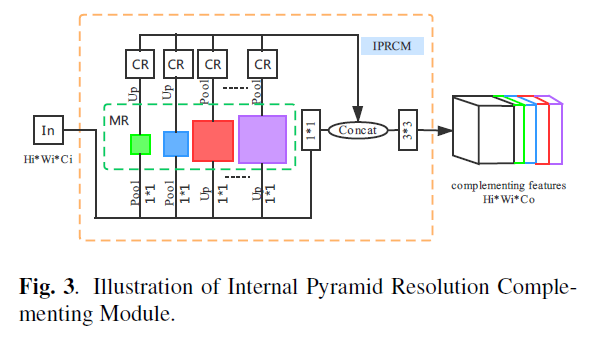 IPRCM
CR CR CR CR
Up Up Pool Pool
MR
In
Hi*Wi*Ci
1*1
Concat
3*3
Pool 1*1 Pool 1*1 Up 1*1 Up 1*1
complementing features
Hi*Wi*Co
Fig. 3. Illustration of Internal Pyramid Resolution Comple-
menting Module.